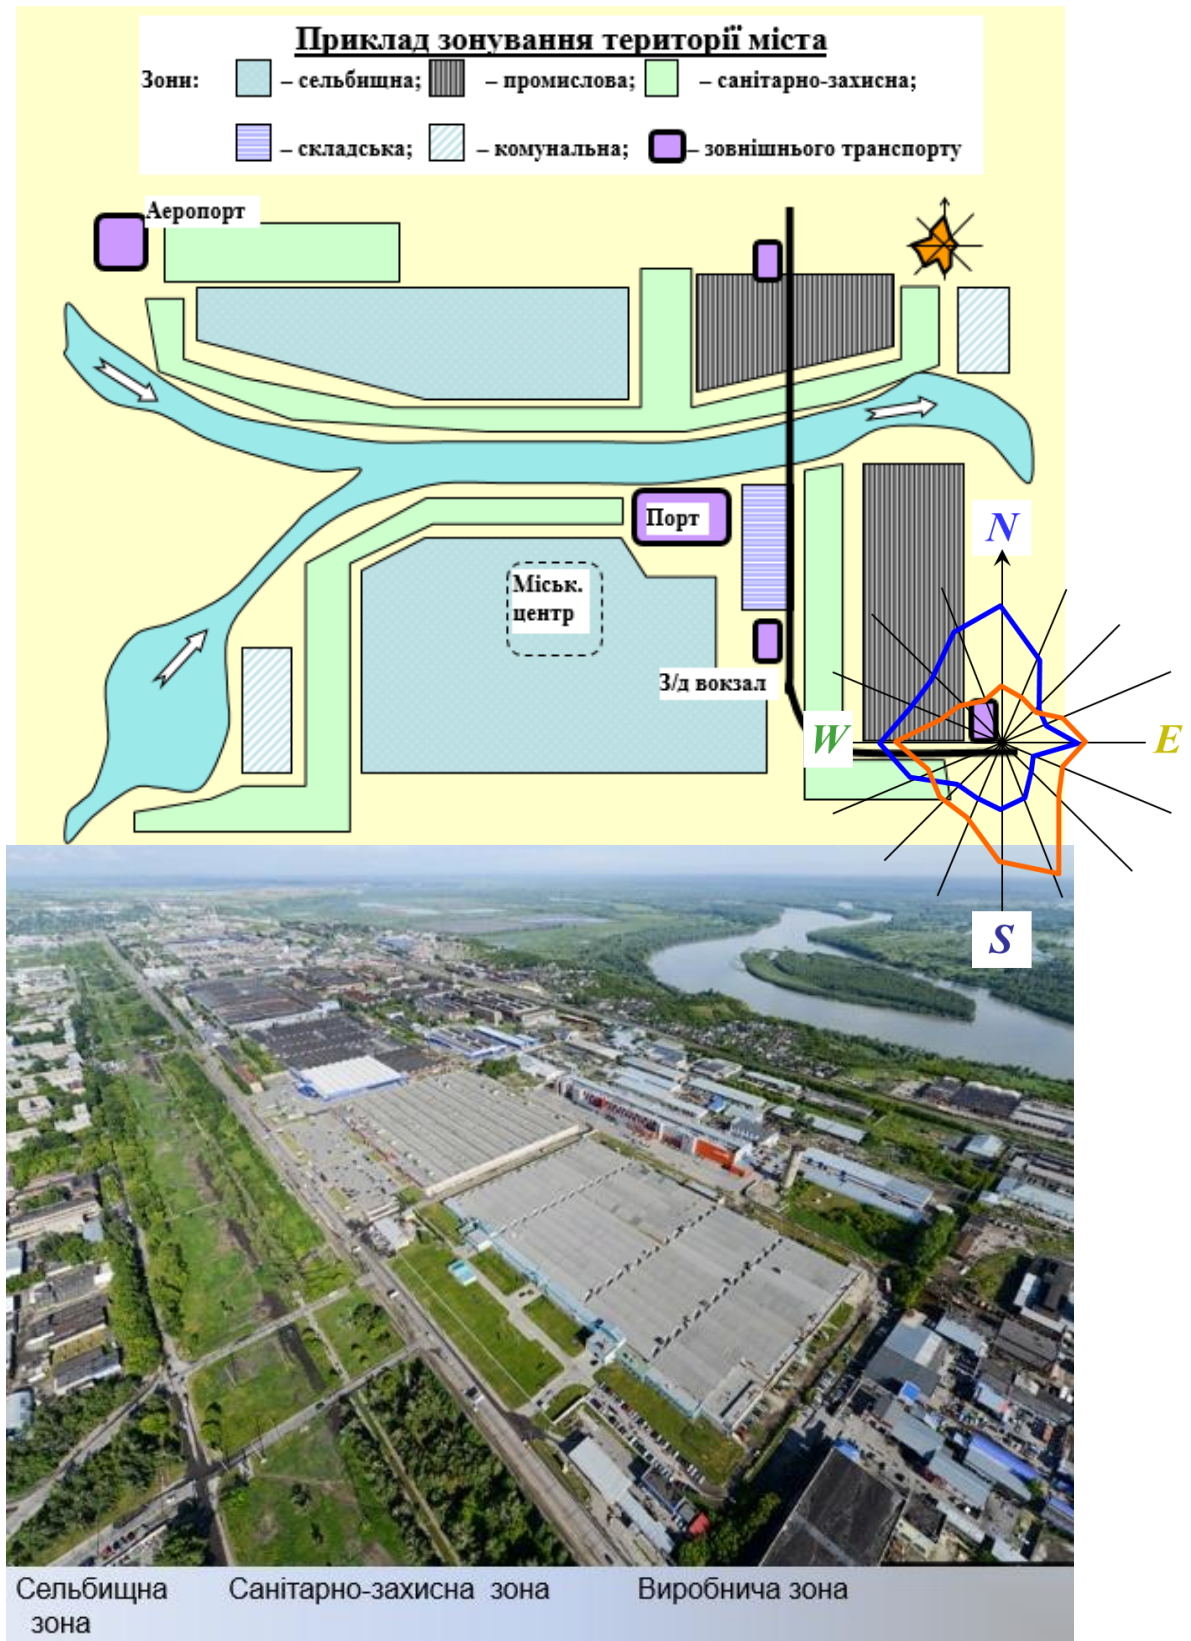 Приклад зонування території міста
Зони: – сельбищна; – промислова; – санітарно-захисна;
– складська; – комунальна; – зовнішнього транспорту
Аеропорт
Порт
N
Міськ.
центр
З/д вокзал
W
E
S
Сельбищна Санітарно-захисна зона Виробнича зона
зона